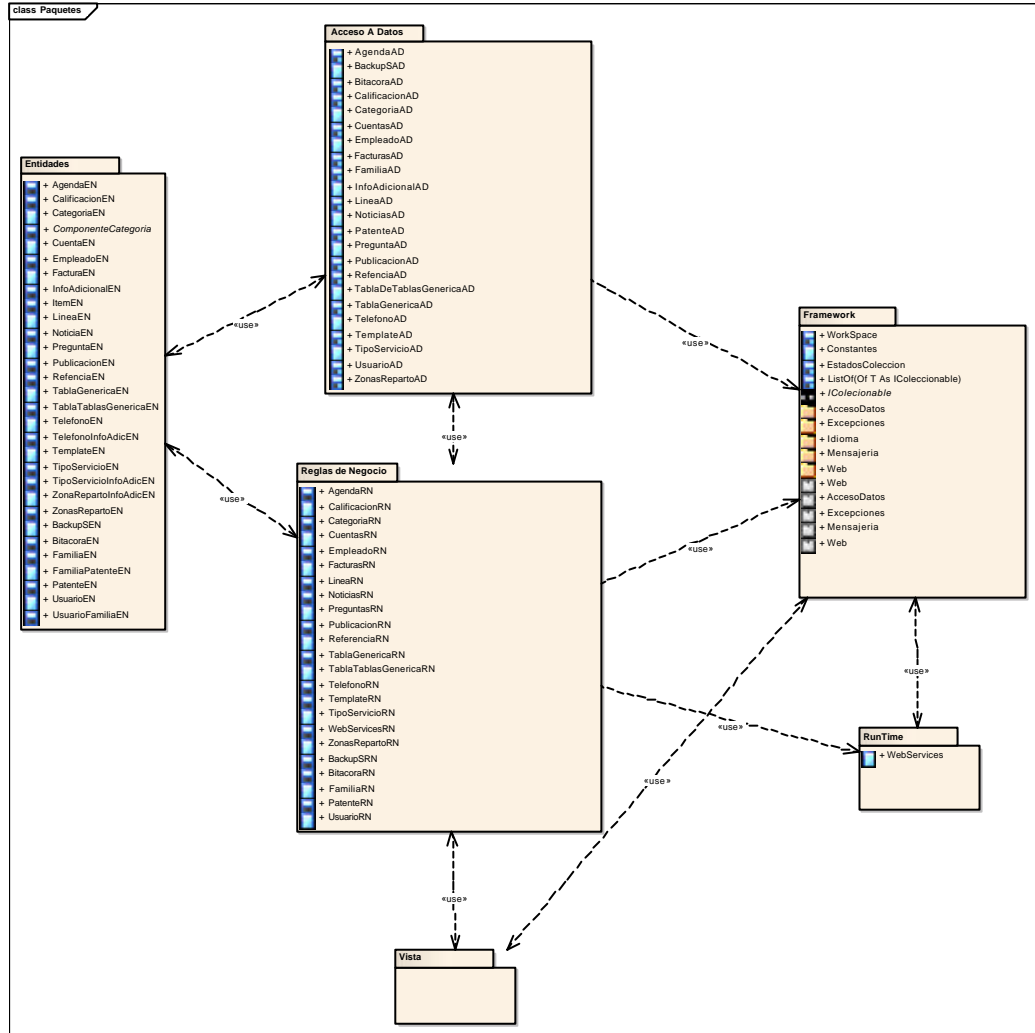 class Paquetes
Acceso A Datos
+ AgendaAD
+ BackupSAD
+ BitacoraAD
+ CalificacionAD
+ CategoriaAD
+ CuentasAD
+ EmpleadoAD
+ FacturasAD
+ FamiliaAD
+ InfoAdicionalAD
+ LineaAD
+ NoticiasAD
+ PatenteAD
+ PreguntaAD
+ PublicacionAD
+ RefenciaAD
+ TablaDeTablasGenericaAD
+ TablaGenericaAD
+ TelefonoAD
+ TemplateAD
+ TipoServicioAD
+ UsuarioAD
+ ZonasRepartoAD
Entidades
+ AgendaEN
+ CalificacionEN
+ CategoriaEN
+ ComponenteCategoria
+ CuentaEN
+ EmpleadoEN
+ FacturaEN
+ InfoAdicionalEN
+ ItemEN
+ LineaEN
+ NoticiaEN
+ PreguntaEN
+ PublicacionEN
+ RefenciaEN
+ TablaGenericaEN
+ TablaTablasGenericaEN
+ TelefonoEN
+ TelefonoInfoAdicEN
+ TemplateEN
+ TipoServicioEN
+ TipoServicioInfoAdicEN
+ ZonaRepartoInfoAdicEN
+ ZonasRepartoEN
+ BackupSEN
+ BitacoraEN
+ FamiliaEN
+ FamiliaPatenteEN
+ PatenteEN
+ UsuarioEN
+ UsuarioFamiliaEN
«use»
«use»
«use»
«use»
Framework
+ WorkSpace
+ Constantes
+ EstadosColeccion
+ ListOf(Of T As IColeccionable)
+ IColecionable
+ AccesoDatos
+ Excepciones
+ Idioma
+ Mensajeria
+ Web
+ Web
+ AccesoDatos
+ Excepciones
+ Mensajeria
+ Web
Reglas de Negocio
+ AgendaRN
+ CalificacionRN
+ CategoriaRN
+ CuentasRN
+ EmpleadoRN
+ FacturasRN
+ LineaRN
+ NoticiasRN
+ PreguntasRN
+ PublicacionRN
+ ReferenciaRN
+ TablaGenericaRN
+ TablaTablasGenericaRN
+ TelefonoRN
+ TemplateRN
+ TipoServicioRN
+ WebServicesRN
+ ZonasRepartoRN
+ BackupSRN
+ BitacoraRN
+ FamiliaRN
+ PatenteRN
+ UsuarioRN
«use»
«use»
«use»
«use»
RunTime
+ WebServices
«use»
Vista